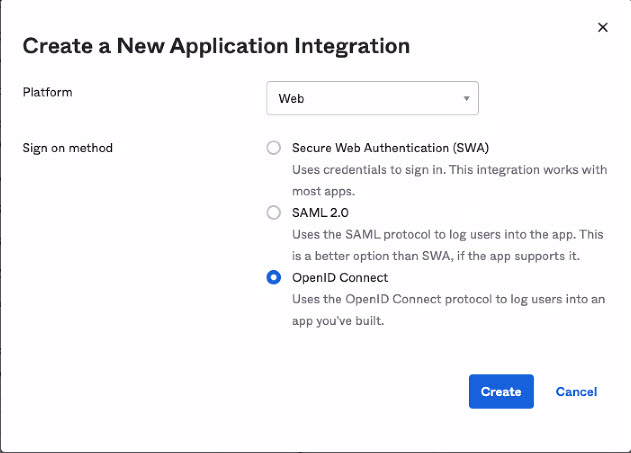 Create a New Application Integration
Platform
Web
Sign on method
Secure Web Authentication (SWA)
Uses credentials to sign in. This integration works with
most apps.
SAML 2.0
Uses the SAML protocol to log users into the app. This
is a better option than SWA, if the app supports it.
OpenID Connect
Uses the OpenID Connect protocol to log users into an
app you've built.
Create
Cancel